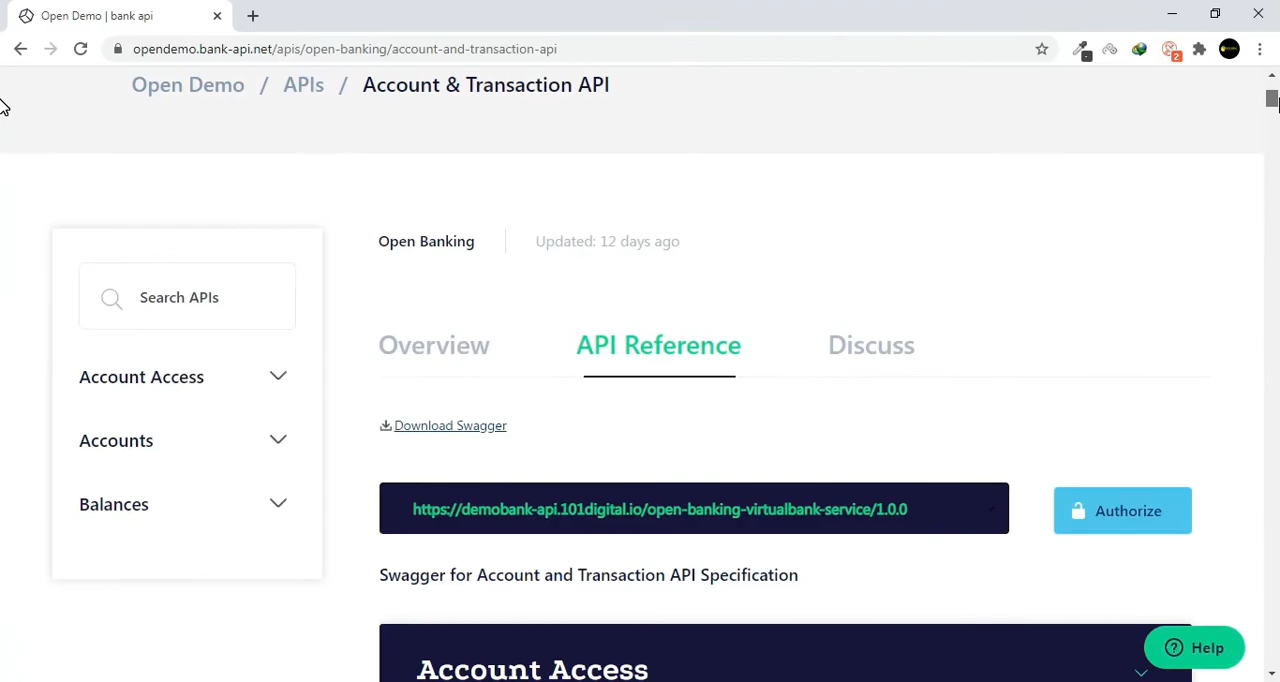 Open Demo | bank api
opendemo.bank-api.net/apis/open-banking/account-and-transaction-api
2
Open Demo / APIs / Account & Transaction API
Open Banking
Updated: 12 days ago
Search APIs
Account Access
Accounts
Balances
Overview
API Reference
Discuss
Download Swagger
https://demobank-api.101digital.io/open-banking-virtualbank-service/1.0.0
Authorize
Swagger for Account and Transaction API Specification
Account Access
Help